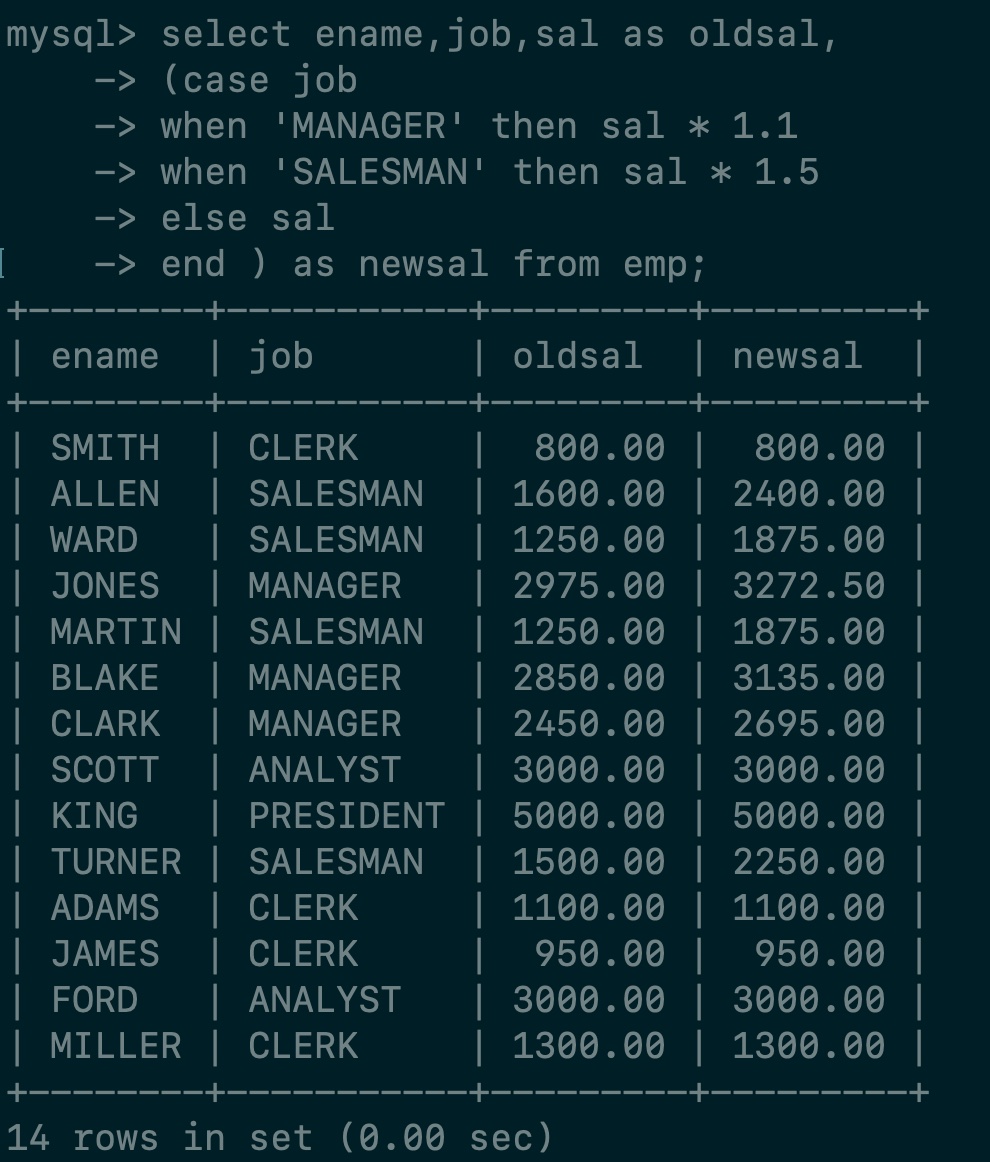 mysql> select ename,job,sal as oldsal,
    -> (case job
    -> when 'MANAGER' then sal * 1.1
    -> when 'SALESMAN' then sal * 1.5
    -> else sal
    -> end ) as newsal from emp;
+--------+-----------+---------+---------+
| ename  | job       | oldsal  | newsal  |
+--------+-----------+---------+---------+
| SMITH  | CLERK     |  800.00 |  800.00 |
| ALLEN  | SALESMAN  | 1600.00 | 2400.00 |
| WARD   | SALESMAN  | 1250.00 | 1875.00 |
| JONES  | MANAGER   | 2975.00 | 3272.50 |
| MARTIN | SALESMAN  | 1250.00 | 1875.00 |
| BLAKE  | MANAGER   | 2850.00 | 3135.00 |
| CLARK  | MANAGER   | 2450.00 | 2695.00 |
| SCOTT  | ANALYST   | 3000.00 | 3000.00 |
| KING   | PRESIDENT | 5000.00 | 5000.00 |
| TURNER | SALESMAN  | 1500.00 | 2250.00 |
| ADAMS  | CLERK     | 1100.00 | 1100.00 |
| JAMES  | CLERK     |  950.00 |  950.00 |
| FORD   | ANALYST   | 3000.00 | 3000.00 |
| MILLER | CLERK     | 1300.00 | 1300.00 |
+--------+-----------+---------+---------+
14 rows in set (0.00 sec)